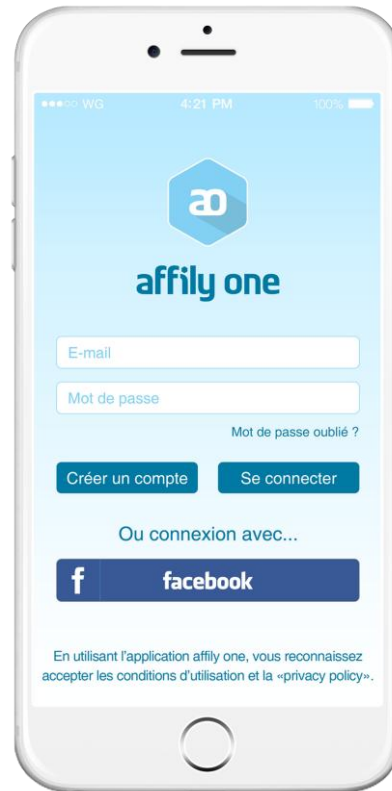 WG 4:21 PM 100%
ao
affily one
E-mail
Mot de passe
Mot de passe oublié ?
Créer un compte Se connecter
Ou connexion avec...
f facebook
En utilisant l'application affily one, vous reconnaissez
accepter les conditions d'utilisation et la «privacy policy».